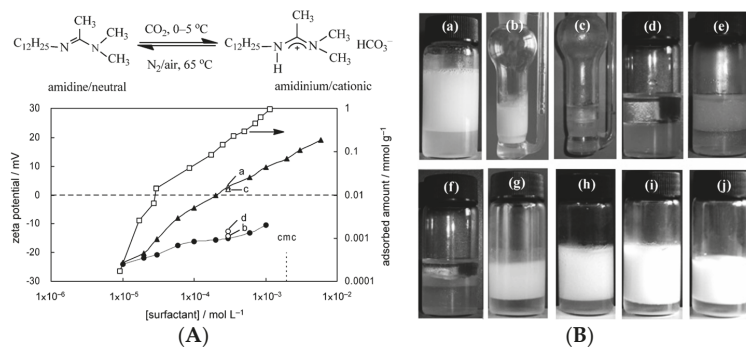 CH₃
CH₃
C₁₂H₂₅ N N CH₃
CH₃
CO₂, 0–5 °C
N₂/air, 65 °C
C₁₂H₂₅ N N CH₃
+
H
CH₃
HCO₃⁻
amidine/neutral
amidinium/cationic
zeta potential / mV
30
20
10
0
-10
-20
-30
a
c
d
b
cmc
1
0.1
0.01
0.001
0.0001
adsorbed amount / mmol g⁻¹
1x10⁻⁶ 1x10⁻⁵ 1x10⁻⁴ 1x10⁻³ 1x10⁻²
[surfactant] / mol L⁻¹
(A)
(a) (b) (c) (d) (e)
(f) (g) (h) (i) (j)
(B)